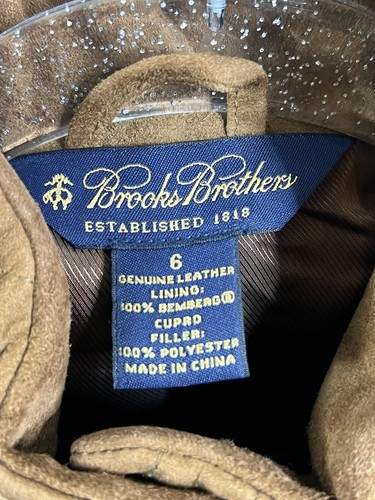 Brooks Brothers
ESTABLISHED 1818
6
GENUINE LEATHER
LINING:
100% BEMBERG®
CUPRO
FILLER:
100% POLYESTER
MADE IN CHINA